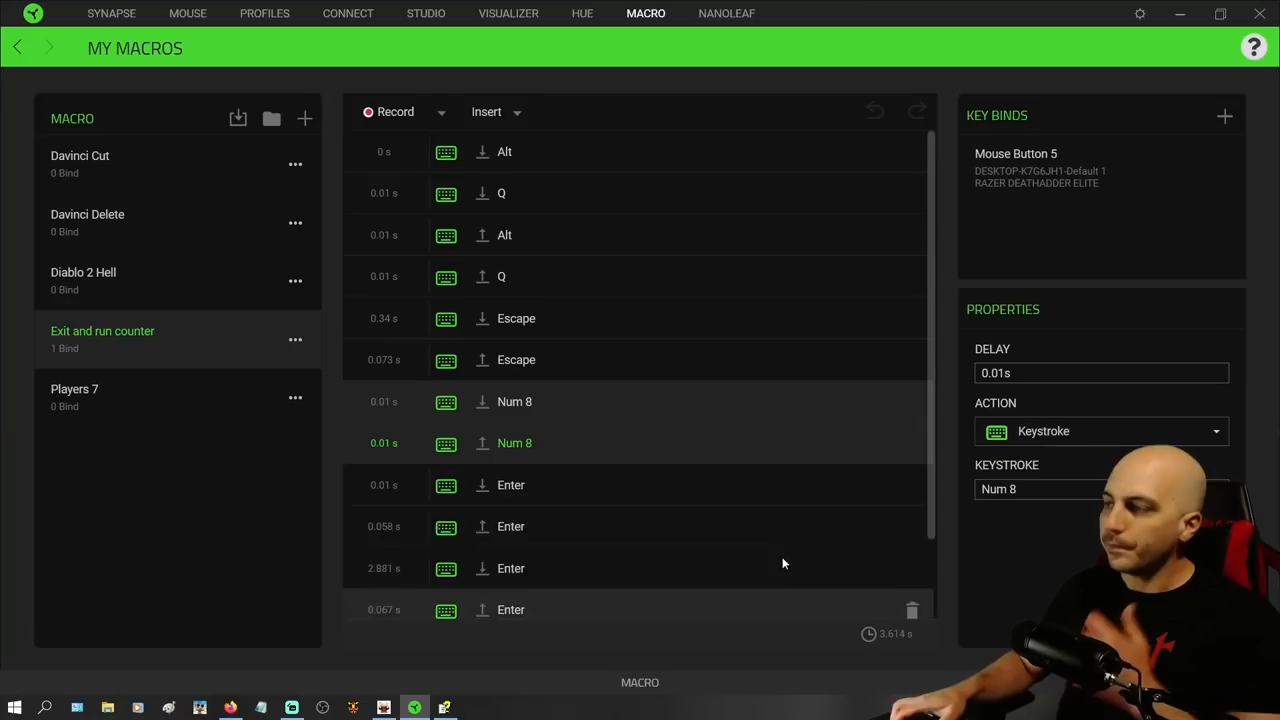 SYNAPSE MOUSE PROFILES CONNECT STUDIO VISUALIZER HUE MACRO NANOLEAF
MY MACROS
?
MACRO
Davinci Cut
0 Bind
Davinci Delete
0 Bind
Diablo 2 Hell
0 Bind
Exit and run counter
1 Bind
Players 7
0 Bind
Record Insert
0 s Alt
0.01 s Q
0.01 s Alt
0.01 s Q
0.34 s Escape
0.073 s Escape
0.01 s Num 8
0.01 s Num 8
0.01 s Enter
0.058 s Enter
2.881 s Enter
0.067 s Enter
3.614 s
KEY BINDS
Mouse Button 5
DESKTOP-K7G6JH1-Default 1
RAZER DEATHADDER ELITE
PROPERTIES
DELAY
0.01s
ACTION
Keystroke
KEYSTROKE
Num 8
MACRO